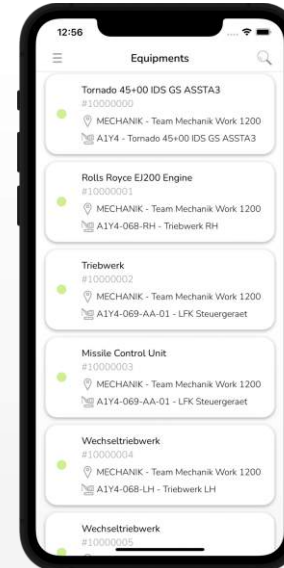 12:56
Equipments
Tornado 45+00 IDS GS ASSTA3
#10000000
MECHANIK - Team Mechanik Work 1200
A1Y4 - Tornado 45+00 IDS GS ASSTA3
Rolls Royce EJ200 Engine
#10000001
MECHANIK - Team Mechanik Work 1200
A1Y4-068-RH - Triebwerk RH
Triebwerk
#10000002
MECHANIK - Team Mechanik Work 1200
A1Y4-069-AA-01 - LFK Steuergeraet
Missile Control Unit
#10000003
MECHANIK - Team Mechanik Work 1200
A1Y4-069-AA-01 - LFK Steuergeraet
Wechseltriebwerk
#10000004
MECHANIK - Team Mechanik Work 1200
A1Y4-068-LH - Triebwerk LH
Wechseltriebwerk
#10000005